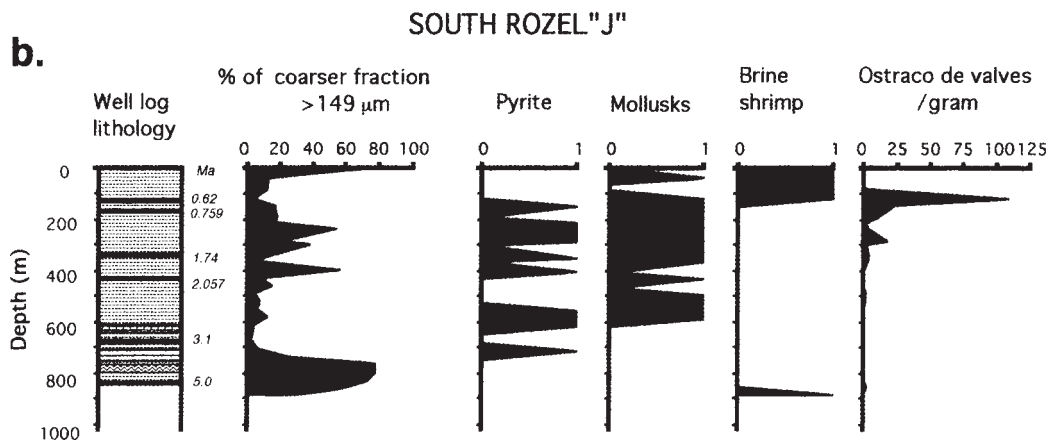 SOUTH ROZEL"J"
b.
Well log
lithology
% of coarser fraction
>149 μm
Pyrite
Mollusks
Brine
shrimp
Ostraco de valves
/gram
0 20 40 60 80 100
0 1
0 1
0 1
0 25 50 75 100 125
Depth (m)
0
200
400
600
800
1000
Ma
0.62
0.759
1.74
2.057
3.1
5.0